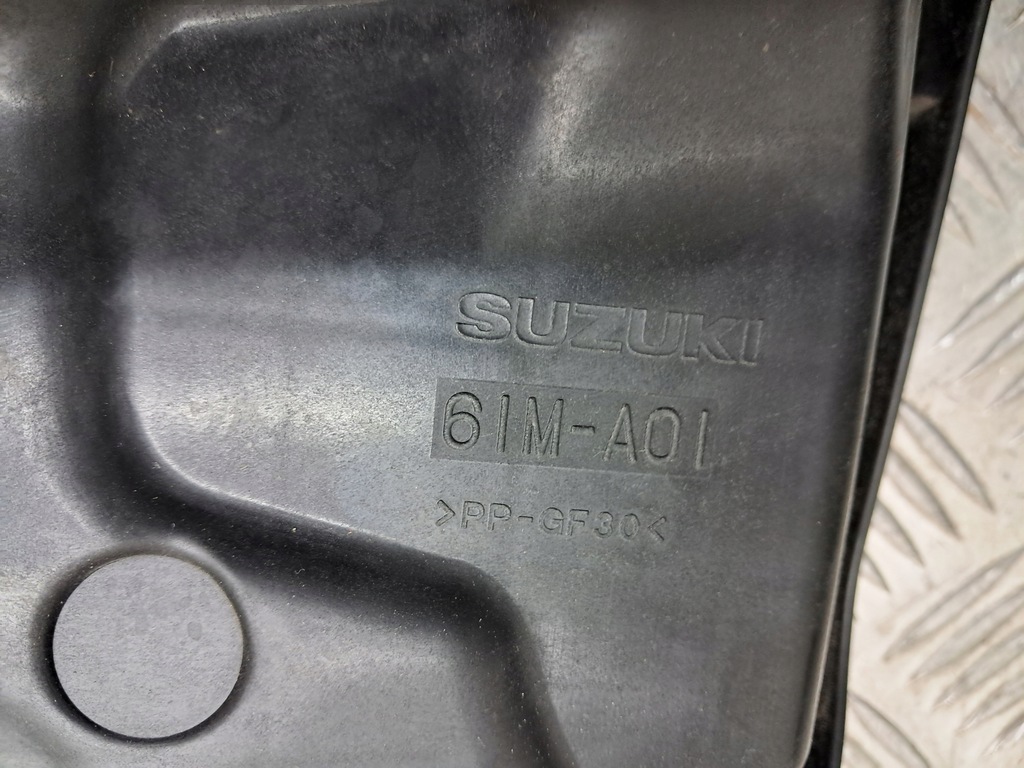 SUZUKI
61M-A01
>PP-GF30<